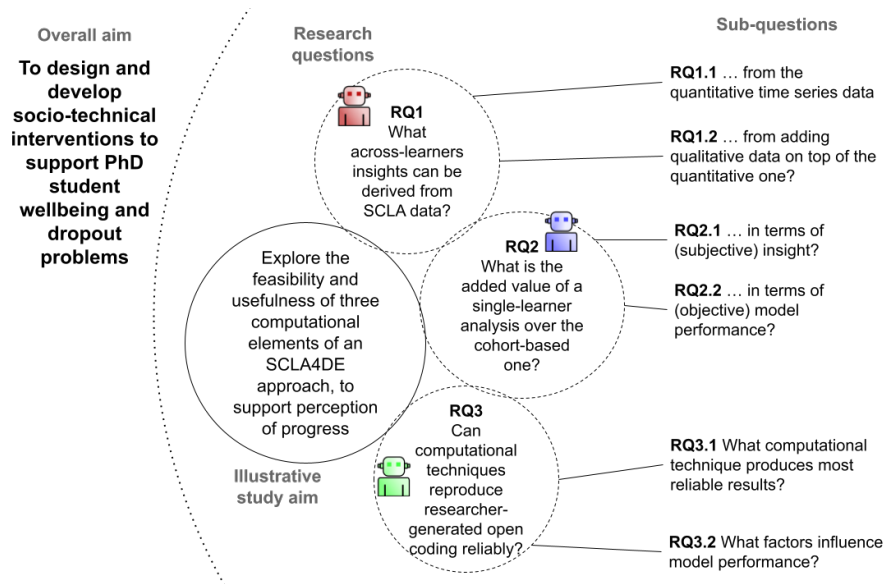 Overall aim
To design and
develop
socio-technical
interventions to
support PhD
student
wellbeing and
dropout
problems
Research
questions
RQ1
What
across-learners
insights can be
derived from
SCLA data?
RQ2
What is the
added value of a
single-learner
analysis over the
cohort-based
one?
Explore the
feasibility and
usefulness of three
computational
elements of an
SCLA4DE
approach, to
support perception
of progress
Illustrative
study aim
RQ3
Can
computational
techniques
reproduce
researcher-
generated open
coding reliably?
Sub-questions
RQ1.1 … from the
quantitative time series data
RQ1.2 … from adding
qualitative data on top of the
quantitative one?
RQ2.1 … in terms of
(subjective) insight?
RQ2.2 … in terms of
(objective) model
performance?
RQ3.1 What computational
technique produces most
reliable results?
RQ3.2 What factors influence
model performance?